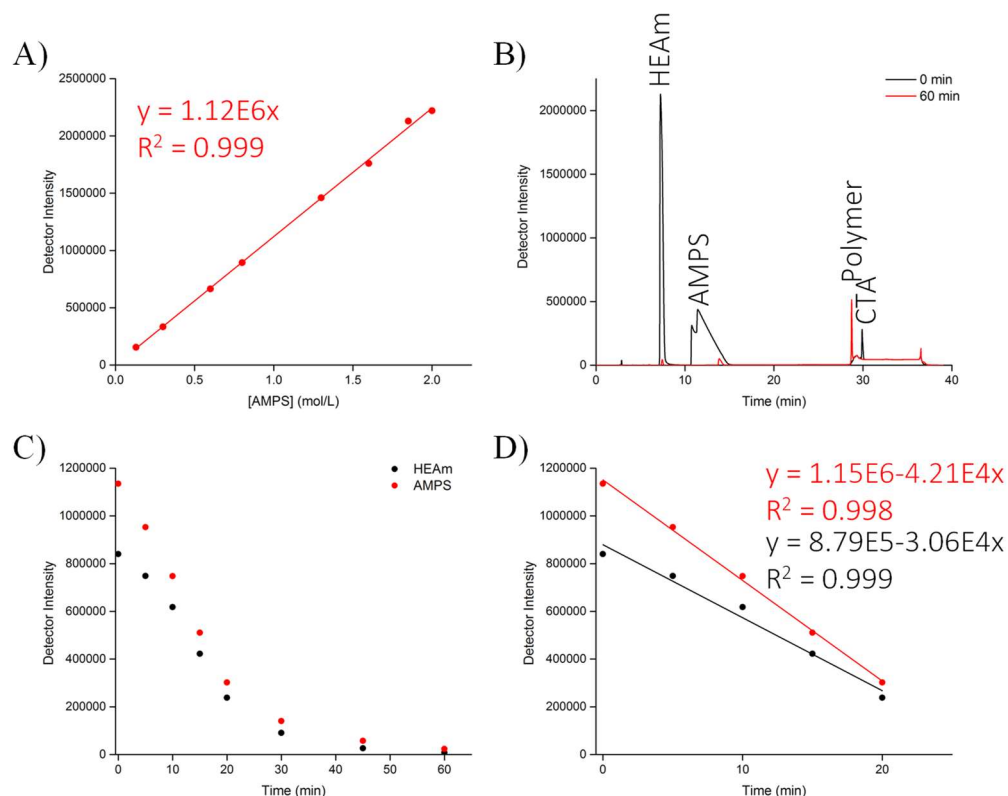 A)
y = 1.12E6x
R² = 0.999
2500000
2000000
1500000
1000000
500000
0
0.0 0.5 1.0 1.5 2.0
Detector Intensity
[AMPS] (mol/L)
B)
HEAm
AMPS
Polymer
CTA
0 min
60 min
2000000
1500000
1000000
500000
0
0 10 20 30 40
Detector Intensity
Time (min)
C)
HEAm
AMPS
1200000
1000000
800000
600000
400000
200000
0
0 10 20 30 40 50 60
Detector Intensity
Time (min)
D)
y = 1.15E6-4.21E4x
R² = 0.998
y = 8.79E5-3.06E4x
R² = 0.999
1200000
1000000
800000
600000
400000
200000
0
0 10 20
Detector Intensity
Time (min)